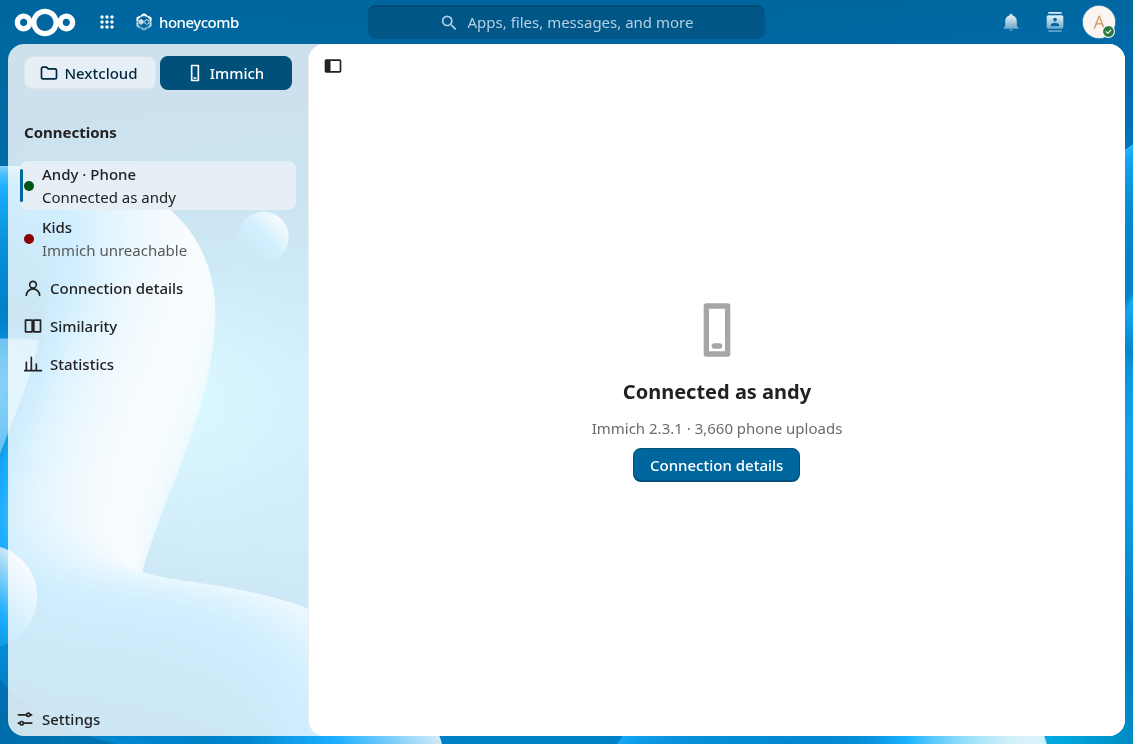 honeycomb
Apps, files, messages, and more
A
Nextcloud
Immich
Connections
Andy · Phone
Connected as andy
Kids
Immich unreachable
Connection details
Similarity
Statistics
Settings
Connected as andy
Immich 2.3.1 · 3,660 phone uploads
Connection details